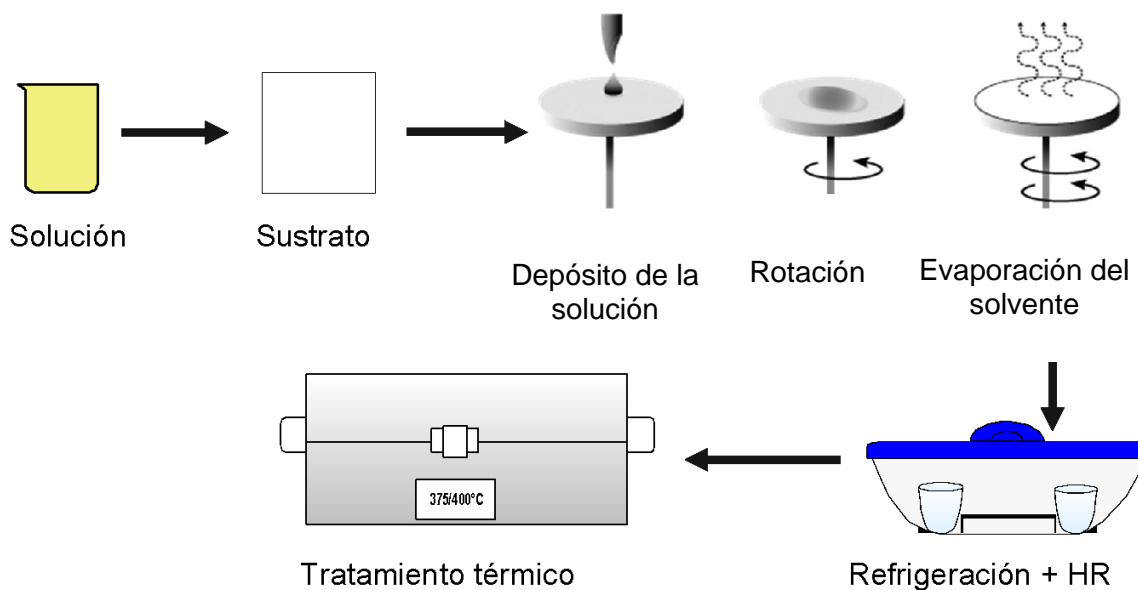 Solución
Sustrato
Depósito de la
solución
Rotación
Evaporación del
solvente
375/400°C
Tratamiento térmico
Refrigeración + HR